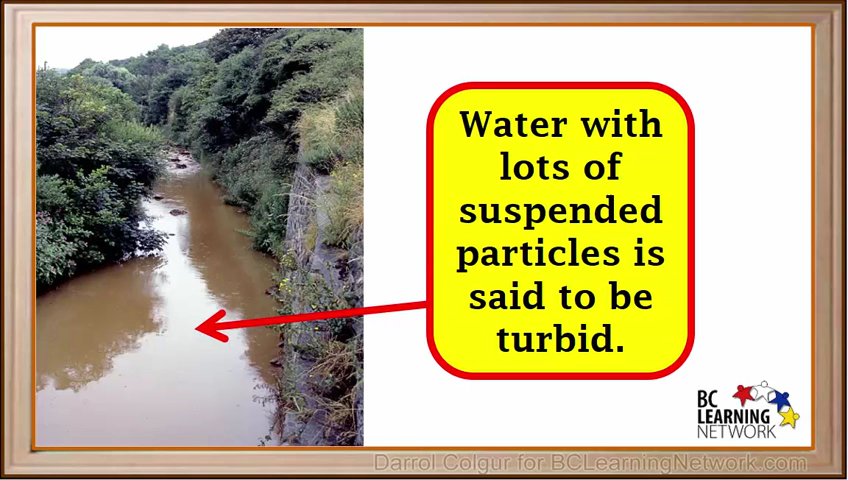 Water with
lots of
suspended
particles is
said to be
turbid.
BC
LEARNING
NETWORK
Darrol Colgur for BCLearningNetwork.com